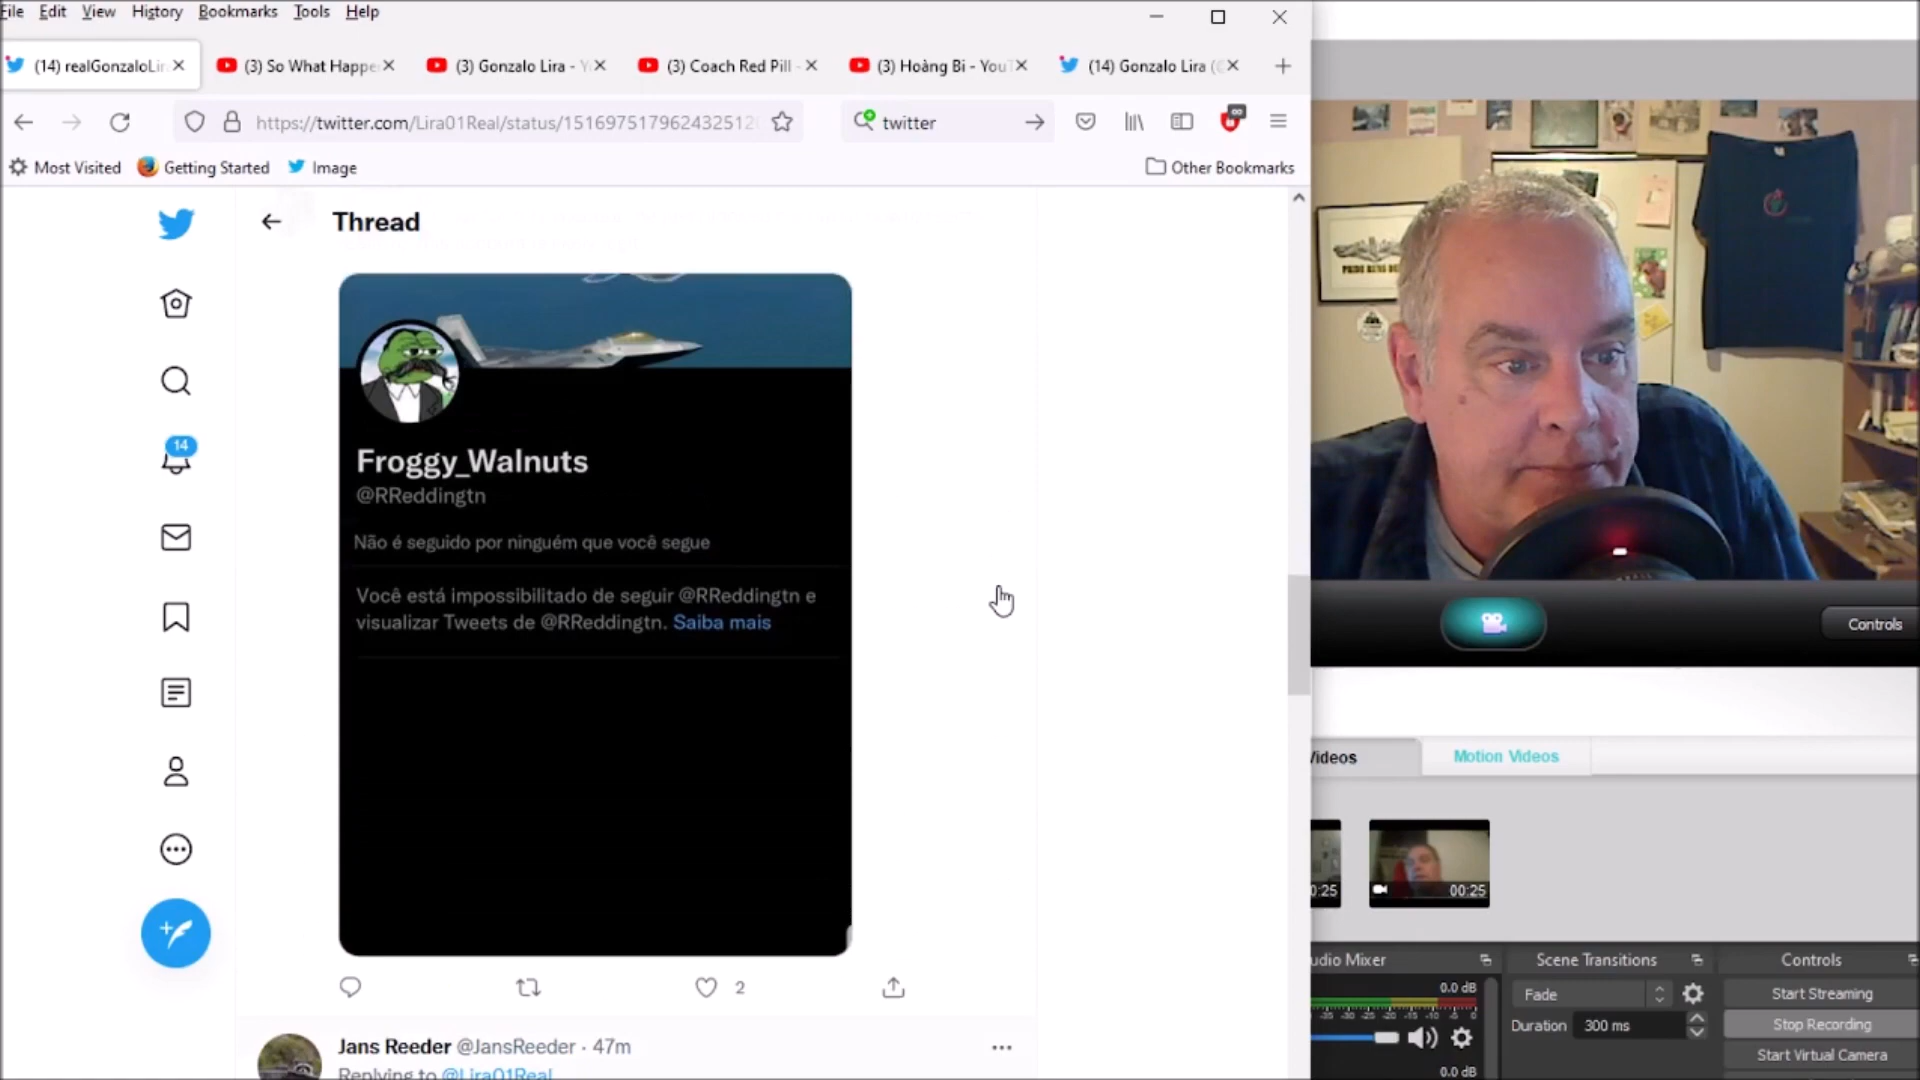 File Edit View History Bookmarks Tools Help
(14) realGonzaloLir
(3) So What Happe
(3) Gonzalo Lira - Y
(3) Coach Red Pill -
(3) Hoàng Bi - YouT
(14) Gonzalo Lira (
https://twitter.com/Lira01Real/status/151697517962432512
twitter
Most Visited
Getting Started
Image
Other Bookmarks
Thread
14
Froggy_Walnuts
@RReddingtn
Não é seguido por ninguém que você segue
Você está impossibilitado de seguir @RReddingtn e
visualizar Tweets de @RReddingtn. Saiba mais
2
Jans Reeder @JansReeder · 47m
Replying to @Lira01Real
Controls
Videos
Motion Videos
0:25
00:25
udio Mixer
Scene Transitions
Controls
0.0 dB
Fade
Start Streaming
Duration 300 ms
Stop Recording
Start Virtual Camera
0.0 dB